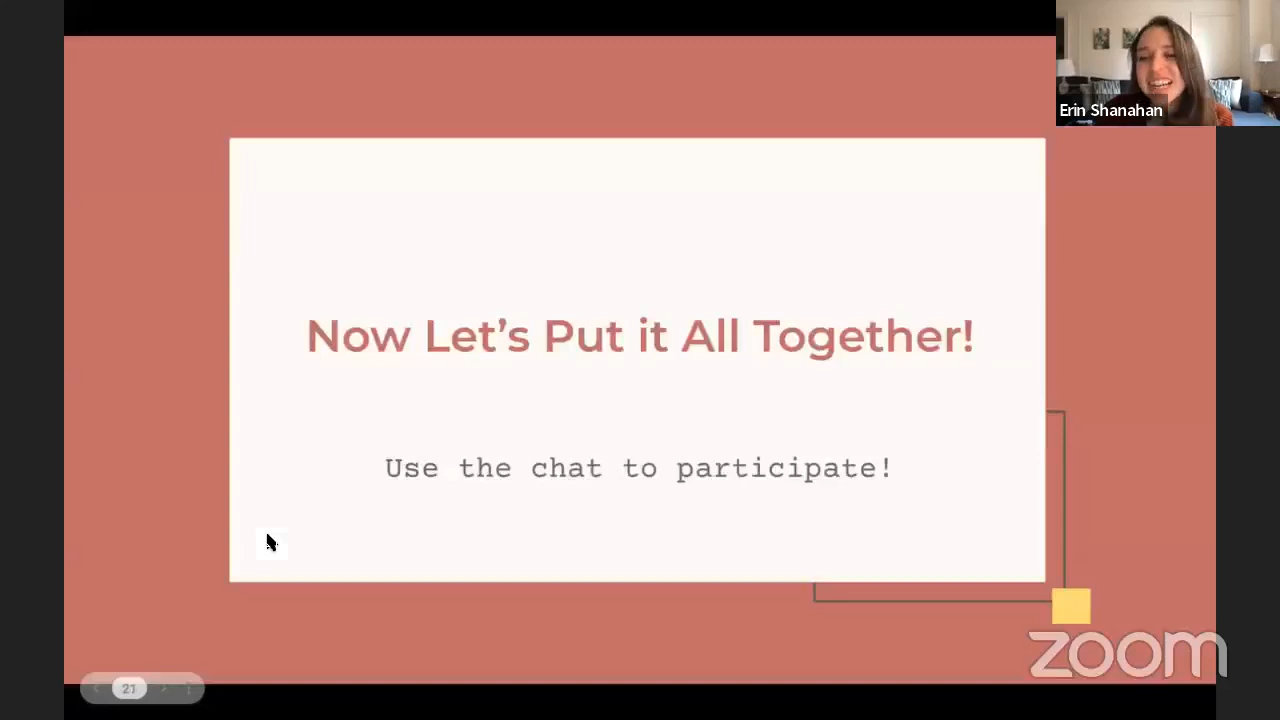 Erin Shanahan
Now Let’s Put it All Together!
Use the chat to participate!
zoom
21